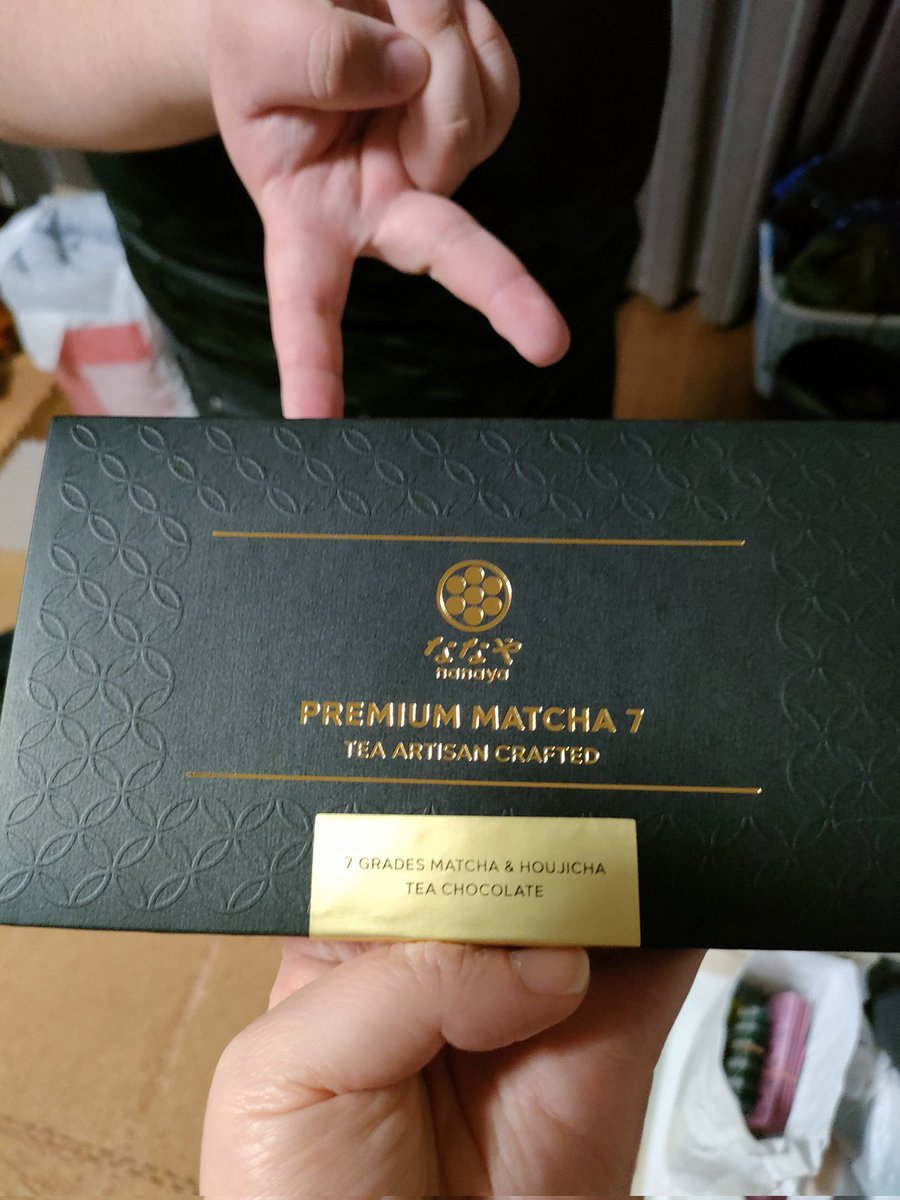 ななや
nanaya
PREMIUM MATCHA 7
TEA ARTISAN CRAFTED
7 GRADES MATCHA & HOUJICHA
TEA CHOCOLATE